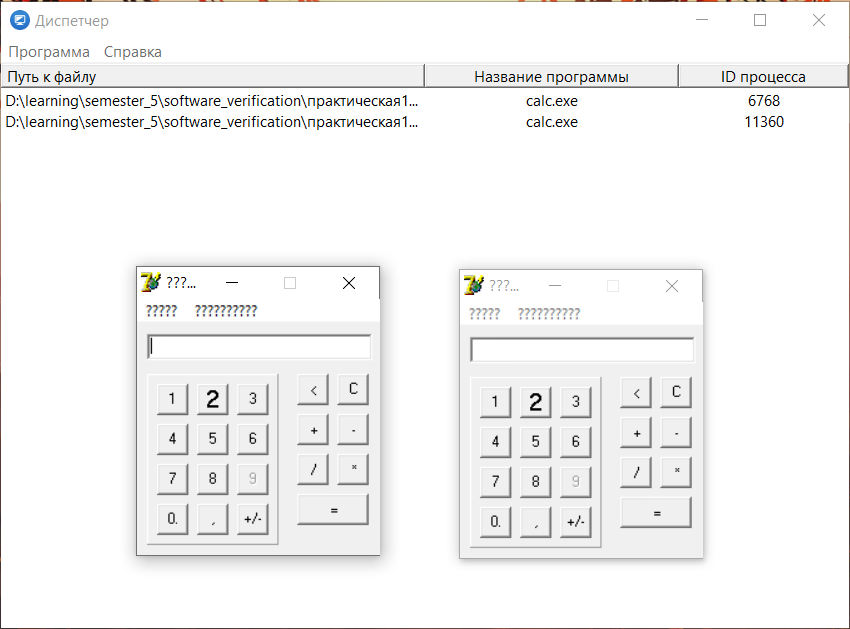 Диспетчер
Программа Справка
Путь к файлу Название программы ID процесса
D:\learning\semester_5\software_verification\практическая1... calc.exe 6768
D:\learning\semester_5\software_verification\практическая1... calc.exe 11360
???...
????? ??????????
1 2 3 < C
4 5 6 + -
7 8 9 / *
0. , +/- =
???...
????? ??????????
1 2 3 < C
4 5 6 + -
7 8 9 / *
0. , +/- =